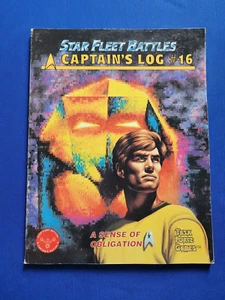 STAR FLEET BATTLES
CAPTAIN'S LOG #16
A SENSE OF
OBLIGATION
TASK
FORCE
GAMES